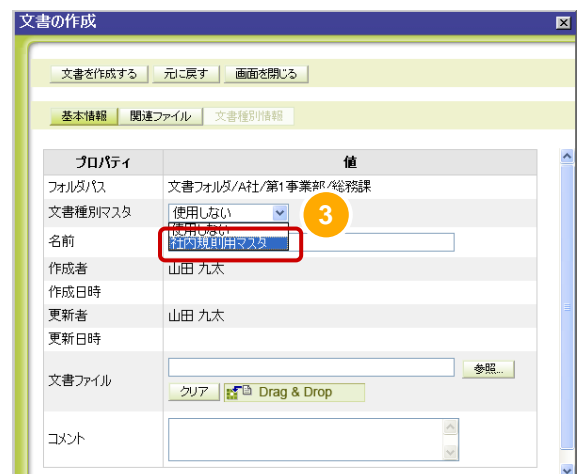 文書の作成
文書を作成する 元に戻す 画面を閉じる
基本情報 関連ファイル 文書種別情報
プロパティ 値
フォルダパス 文書フォルダ/A社/第1事業部/総務課
文書種別マスタ 使用しない 3
使用しない
社内規則用マスタ
名前
作成者 山田 九太
作成日時
更新者 山田 九太
更新日時
文書ファイル 参照...
クリア Drag & Drop
コメント